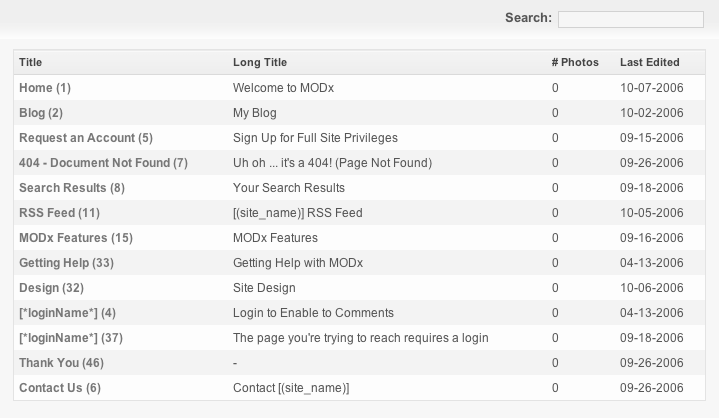 Search:
Title Long Title # Photos Last Edited
Home (1) Welcome to MODx 0 10-07-2006
Blog (2) My Blog 0 10-02-2006
Request an Account (5) Sign Up for Full Site Privileges 0 09-15-2006
404 - Document Not Found (7) Uh oh ... it's a 404! (Page Not Found) 0 09-26-2006
Search Results (8) Your Search Results 0 09-18-2006
RSS Feed (11) [(site_name)] RSS Feed 0 10-05-2006
MODx Features (15) MODx Features 0 09-16-2006
Getting Help (33) Getting Help with MODx 0 04-13-2006
Design (32) Site Design 0 10-06-2006
[*loginName*] (4) Login to Enable to Comments 0 04-13-2006
[*loginName*] (37) The page you're trying to reach requires a login 0 09-18-2006
Thank You (46) - 0 09-26-2006
Contact Us (6) Contact [(site_name)] 0 09-26-2006